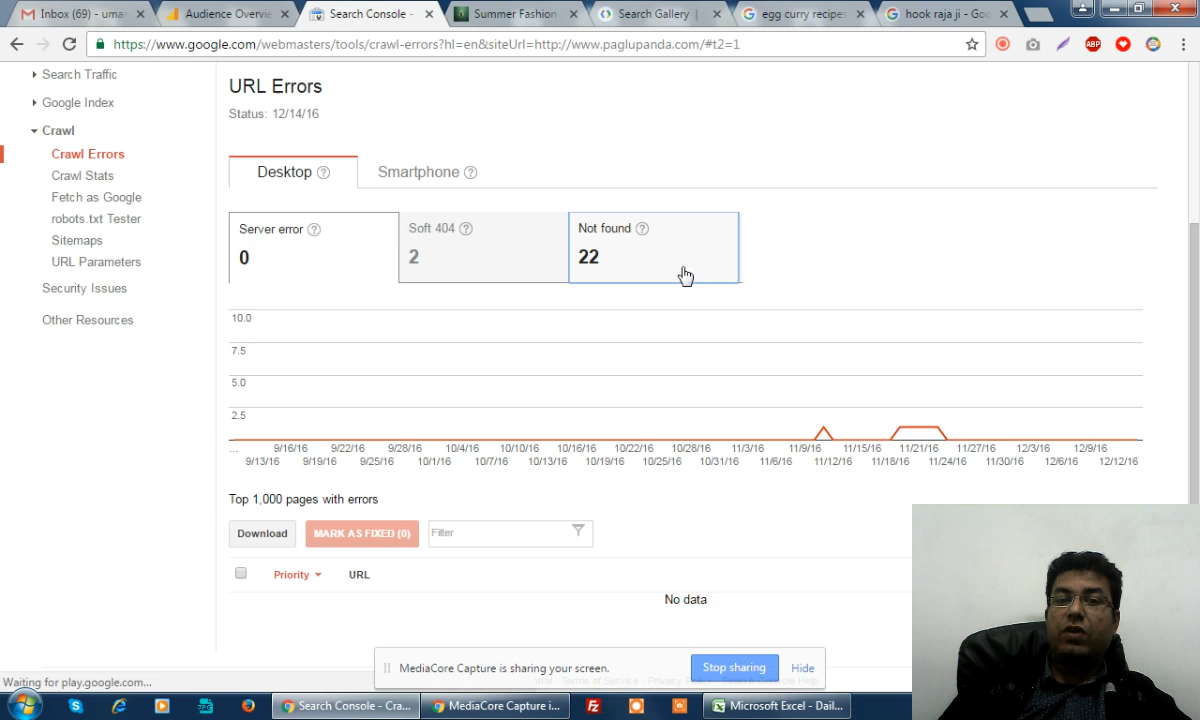 Inbox (69) - uma
Audience Overvie
Search Console -
Summer Fashion
Search Gallery |
egg curry recipes
hook raja ji - Goo
https://www.google.com/webmasters/tools/crawl-errors?hl=en&siteUrl=http://www.paglupanda.com/#t2=1
ABP
Search Traffic
Google Index
Crawl
Crawl Errors
Crawl Stats
Fetch as Google
robots.txt Tester
Sitemaps
URL Parameters
Security Issues
Other Resources
URL Errors
Status: 12/14/16
Desktop ?
Smartphone ?
Server error ?
0
Soft 404 ?
2
Not found ?
22
10.0
7.5
5.0
2.5
... 9/16/16 9/22/16 9/28/16 10/4/16 10/10/16 10/16/16 10/22/16 10/28/16 11/3/16 11/9/16 11/15/16 11/21/16 11/27/16 12/3/16 12/9/16
9/13/16 9/19/16 9/25/16 10/1/16 10/7/16 10/13/16 10/19/16 10/25/16 10/31/16 11/6/16 11/12/16 11/18/16 11/24/16 11/30/16 12/6/16 12/12/16
Top 1,000 pages with errors
Download
MARK AS FIXED (0)
Filter
Priority
URL
No data
MediaCore Capture is sharing your screen.
Stop sharing
Hide
Terms of Service - Privacy Policy - Search Console Help
Waiting for play.google.com...
Search Console - Cra...
MediaCore Capture i...
Microsoft Excel - Dail...